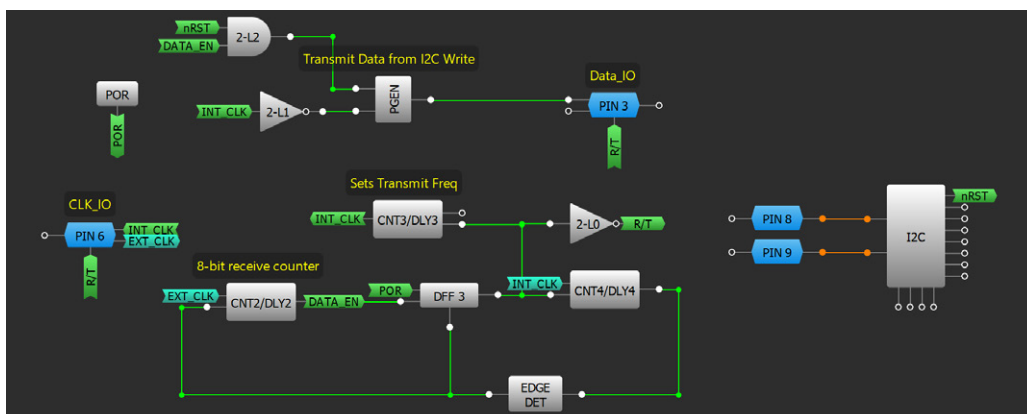 nRST
DATA_EN
2-L2
Transmit Data from I2C Write
Data_IO
POR
POR
INT_CLK
2-L1
PGEN
PIN 3
R/T
Sets Transmit Freq
CLK_IO
INT_CLK
CNT3/DLY3
2-L0
R/T
nRST
PIN 8
I2C
PIN 6
INT_CLK
EXT_CLK
PIN 9
R/T
8-bit receive counter
EXT_CLK
CNT2/DLY2
DATA_EN
POR
DFF 3
INT_CLK
CNT4/DLY4
EDGE
DET